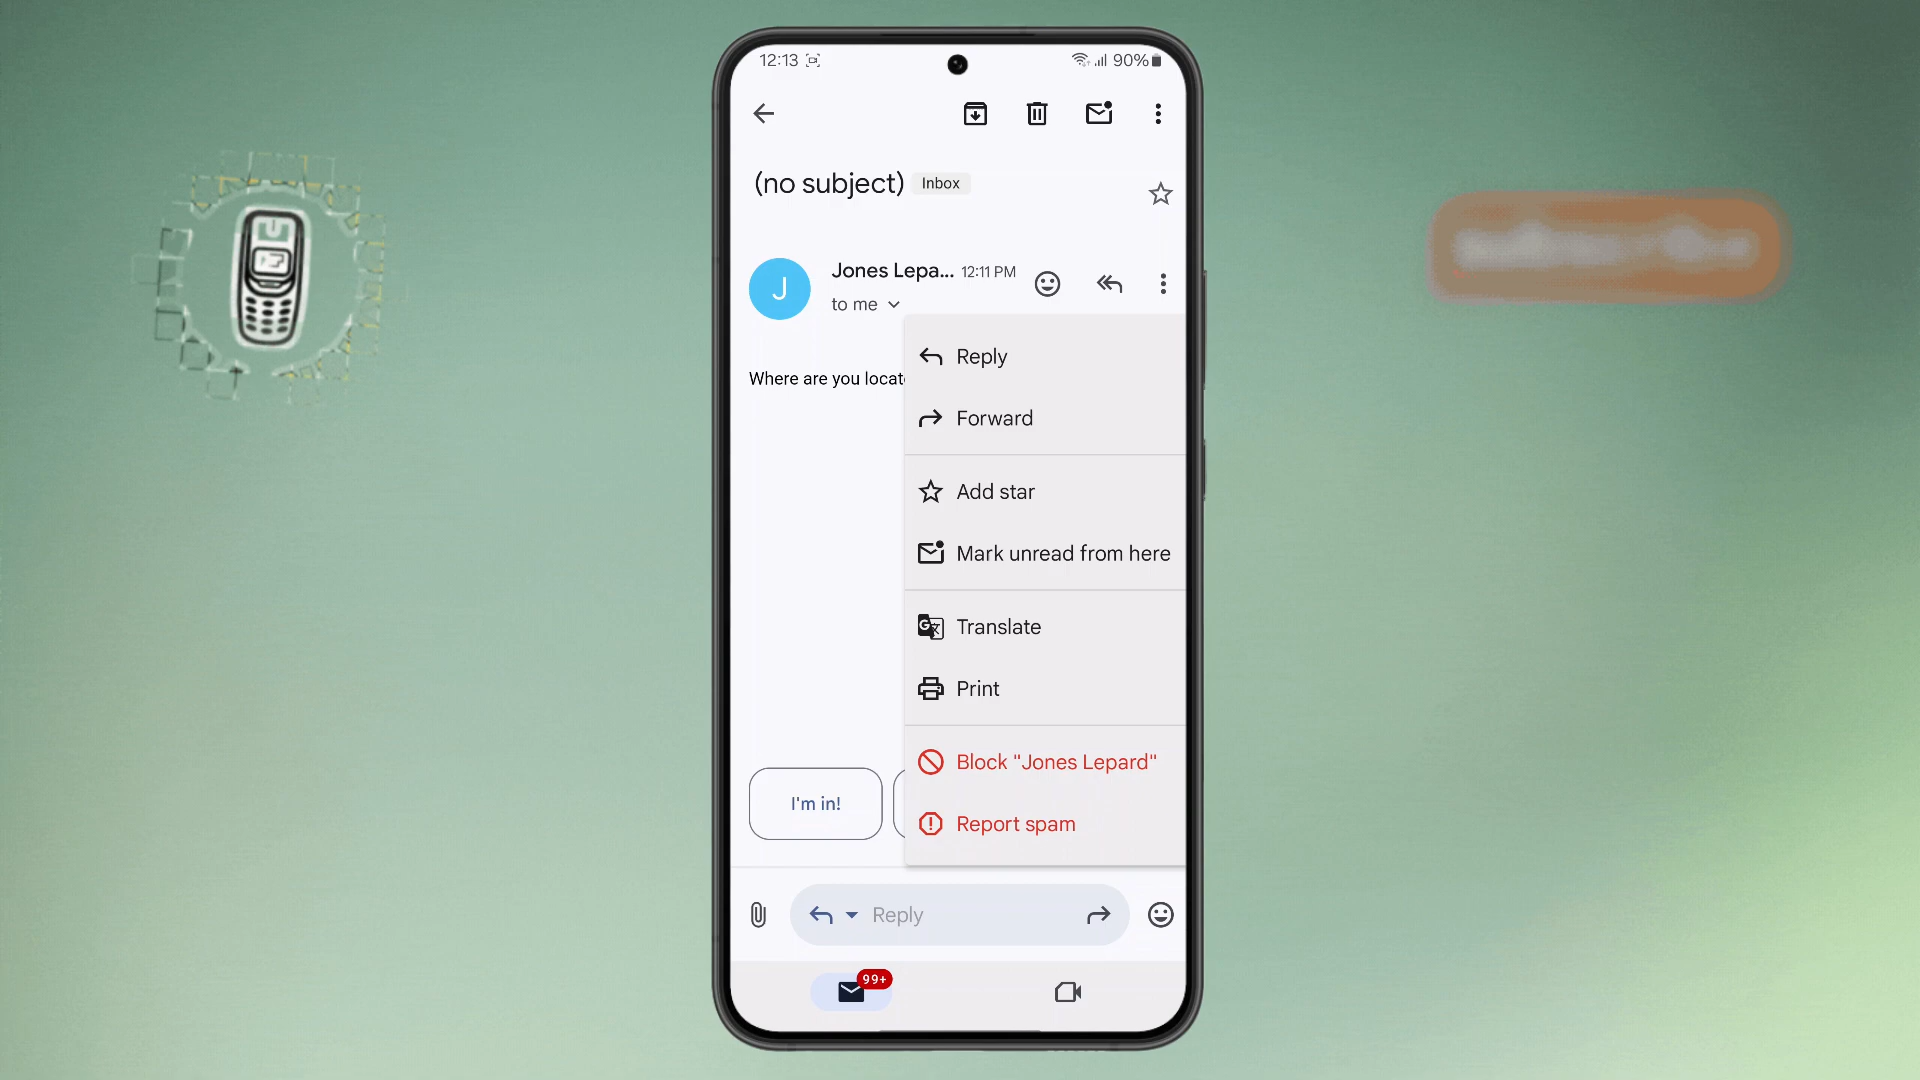 12:13 90%
(no subject) Inbox
J Jones Lepa... 12:11 PM
to me
Where are you locat
Reply
Forward
Add star
Mark unread from here
Translate
Print
Block "Jones Lepard"
Report spam
I'm in!
Reply
99+